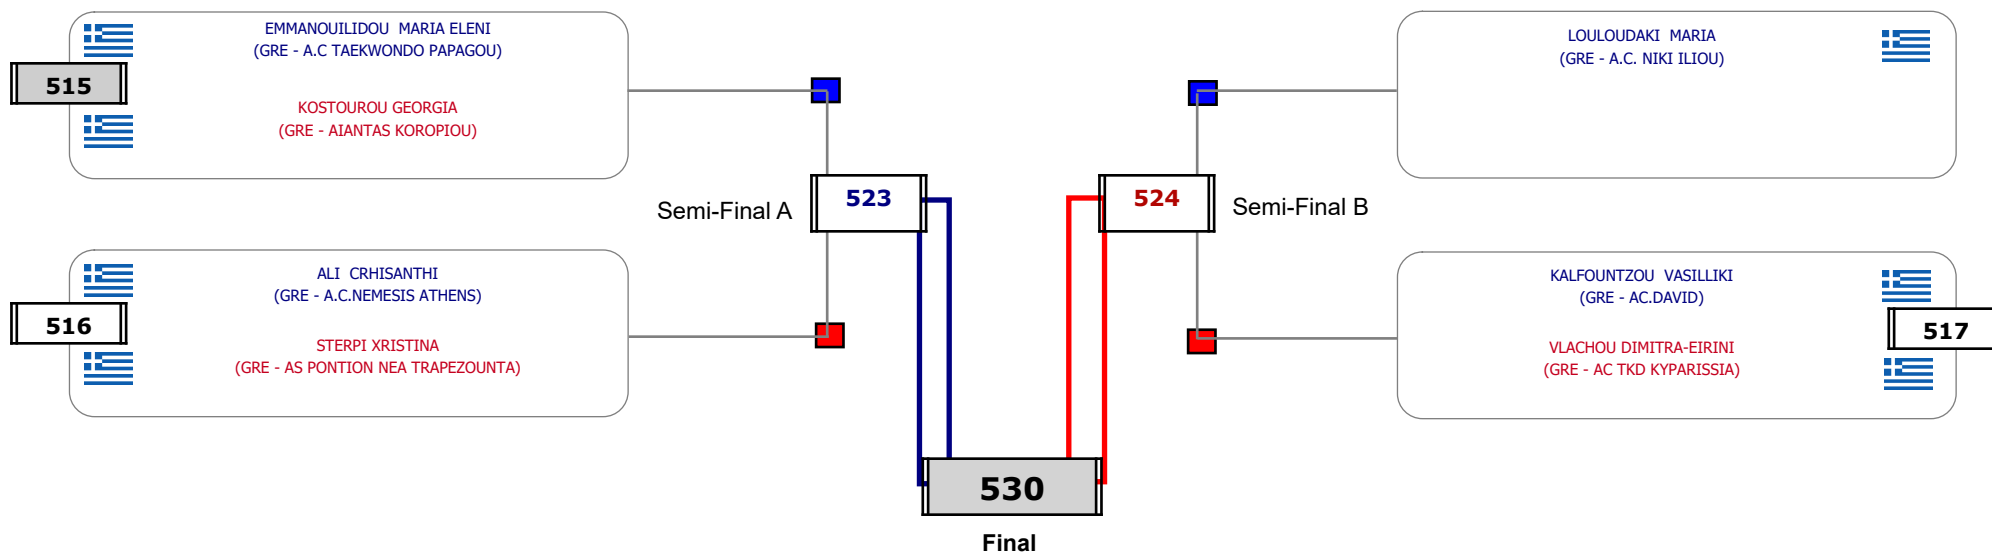 EMMANOUILIDOU MARIA ELENI
(GRE - A.C TAEKWONDO PAPAGOU)
515
KOSTOUROU GEORGIA
(GRE - AIANTAS KOROPIOU)
LOULOUDAKI MARIA
(GRE - A.C. NIKI ILIOU)
Semi-Final A
523
524
Semi-Final B
ALI CRHISANTHI
(GRE - A.C.NEMESIS ATHENS)
516
STERPI XRISTINA
(GRE - AS PONTION NEA TRAPEZOUNTA)
KALFOUNTZOU VASILLIKI
(GRE - AC.DAVID)
517
VLACHOU DIMITRA-EIRINI
(GRE - AC TKD KYPARISSIA)
530
Final